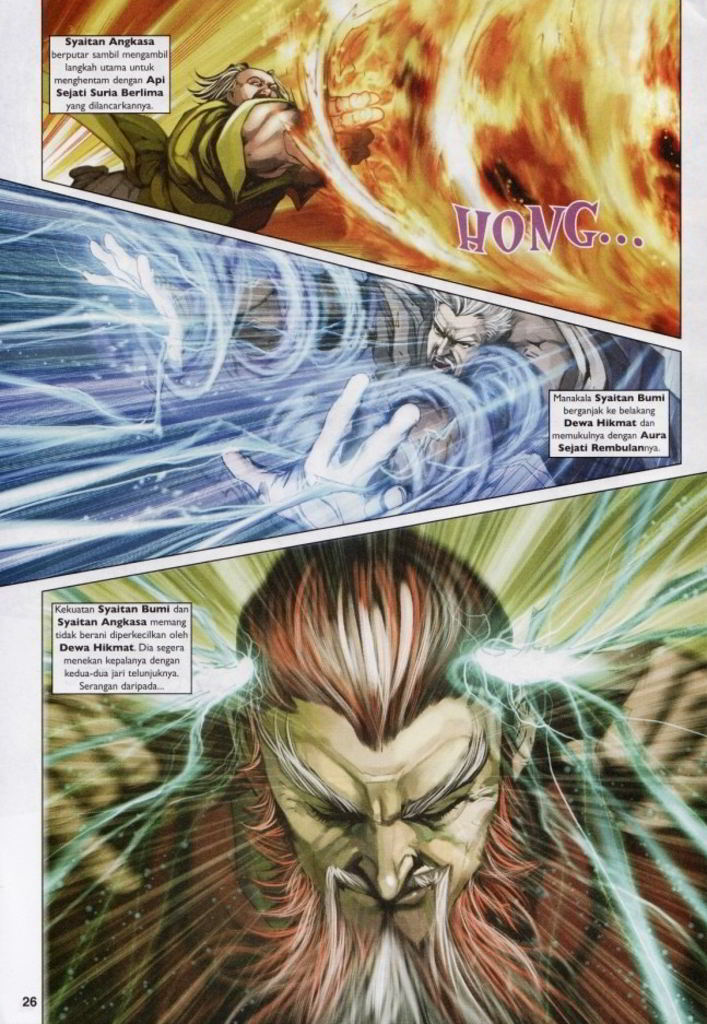 Syaitan Angkasa
berputar sambil mengambil
langkah utama untuk
menghentam dengan Api
Sejati Suria Berlima
yang dilancarkannya.
HONG...
Manakala Syaitan Bumi
berganjak ke belakang
Dewa Hikmat dan
memukulnya dengan Aura
Sejati Rembulannya.
Kekuatan Syaitan Bumi dan
Syaitan Angkasa memang
tidak berani diperkecilkan oleh
Dewa Hikmat. Dia segera
menekan kepalanya dengan
kedua-dua jari telunjuknya.
Serangan daripada...
26